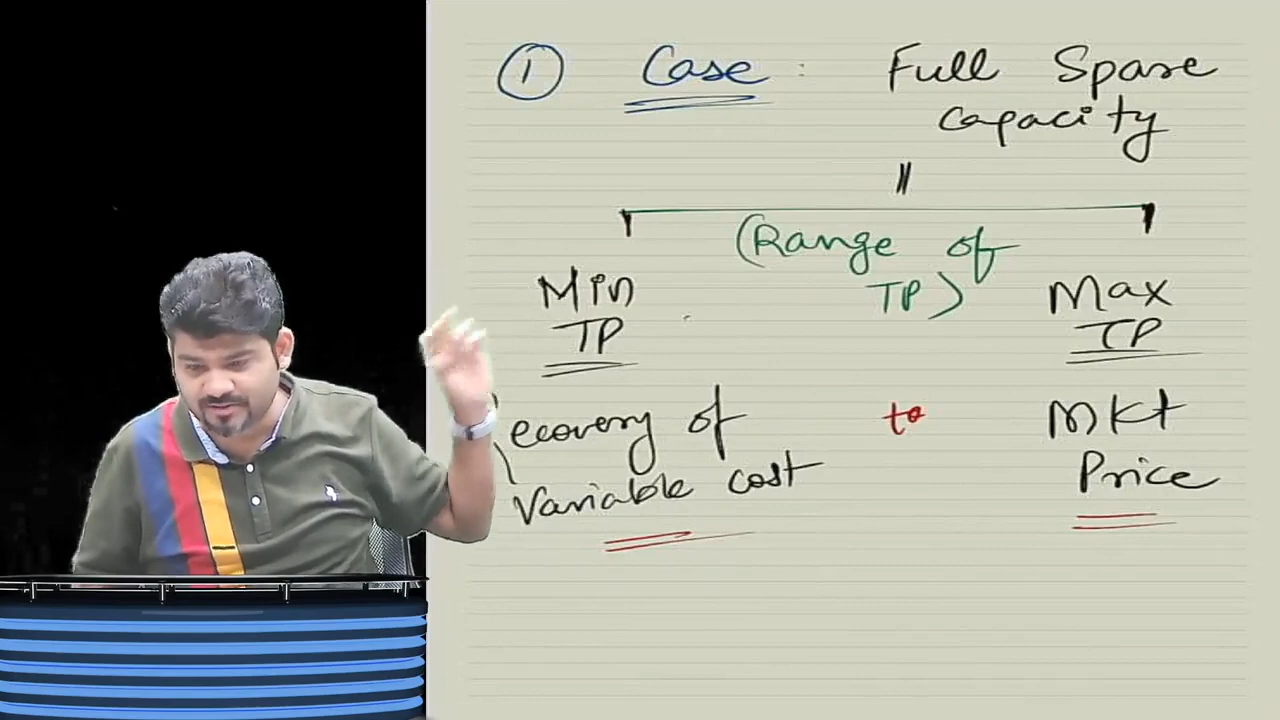 ① Case : Full Spare
capacity
(Range of
TP)
Min
TP
Max
TP
ecovery of
Variable cost
to
Mkt
Price